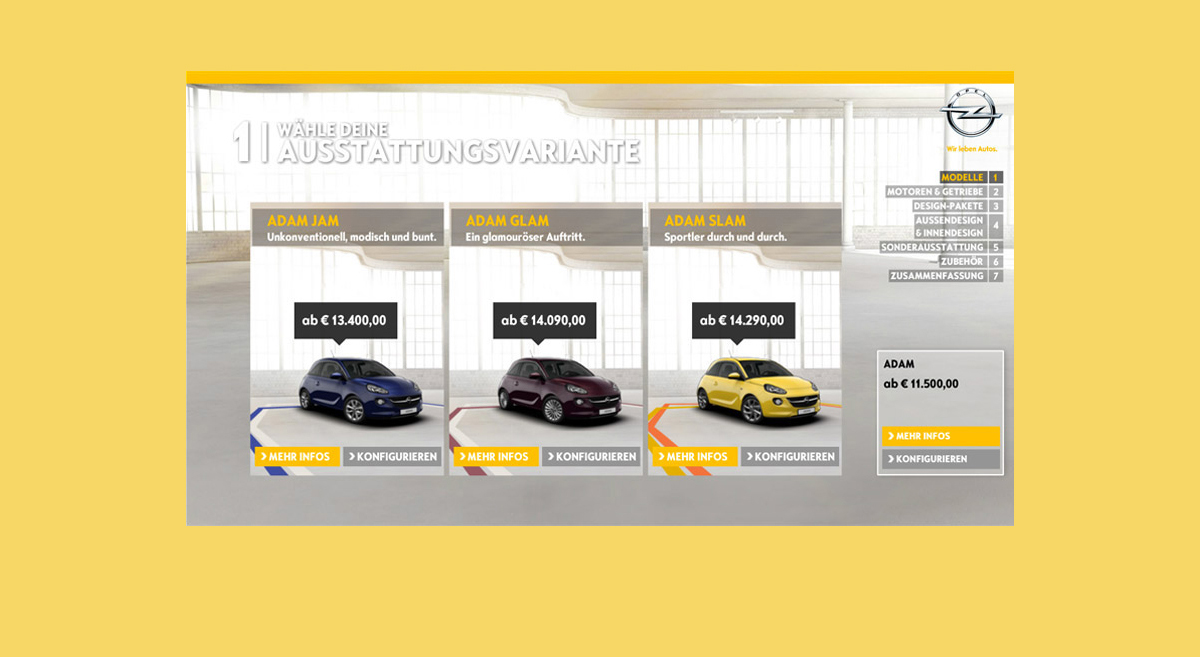 OPEL
Wir leben Autos.
1| WÄHLE DEINE
AUSSTATTUNGSVARIANTE
MODELLE 1
MOTOREN & GETRIEBE 2
DESIGN-PAKETE 3
AUSSENDESIGN
& INNENDESIGN 4
SONDERAUSSTATTUNG 5
ZUBEHÖR 6
ZUSAMMENFASSUNG 7
ADAM JAM
Unkonventionell, modisch und bunt.
ab € 13.400,00
> MEHR INFOS
> KONFIGURIEREN
ADAM GLAM
Ein glamouröser Auftritt.
ab € 14.090,00
> MEHR INFOS
> KONFIGURIEREN
ADAM SLAM
Sportler durch und durch.
ab € 14.290,00
> MEHR INFOS
> KONFIGURIEREN
ADAM
ab € 11.500,00
> MEHR INFOS
> KONFIGURIEREN